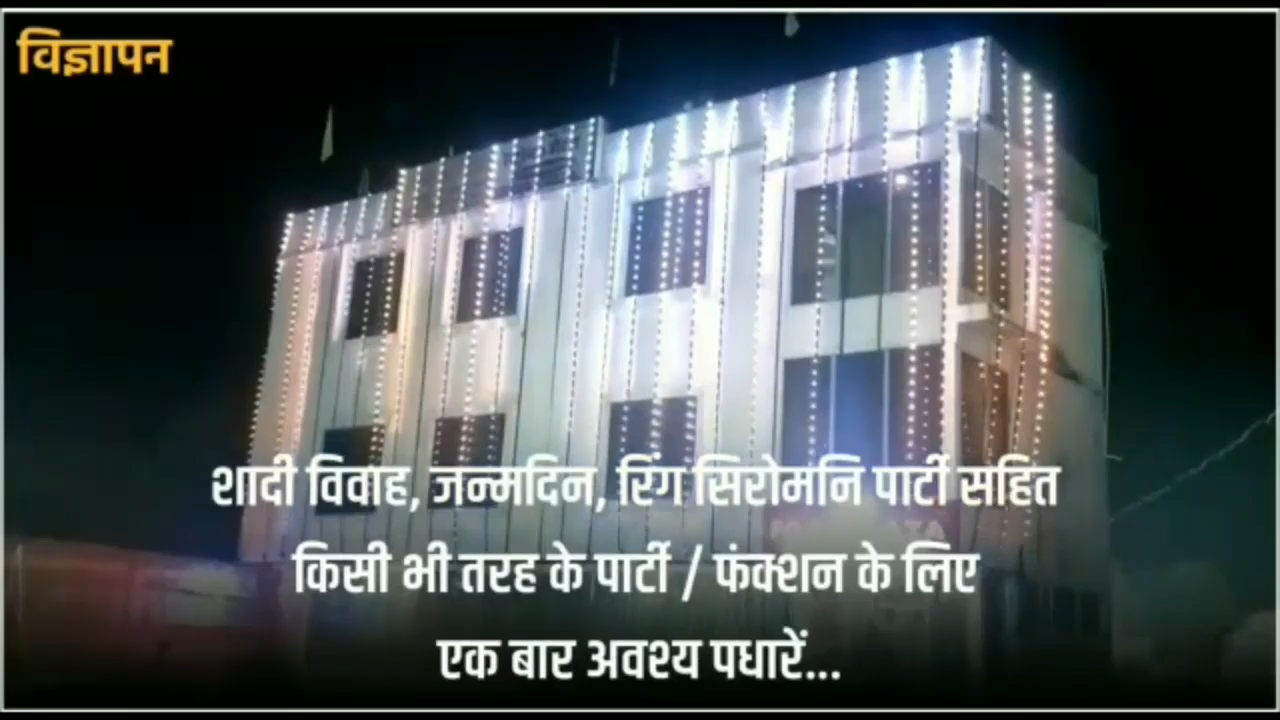 विज्ञापन
शादी विवाह, जन्मदिन, रिंग सिरोमनि पार्टी सहित
किसी भी तरह के पार्टी / फंक्शन के लिए
एक बार अवश्य पधारें...